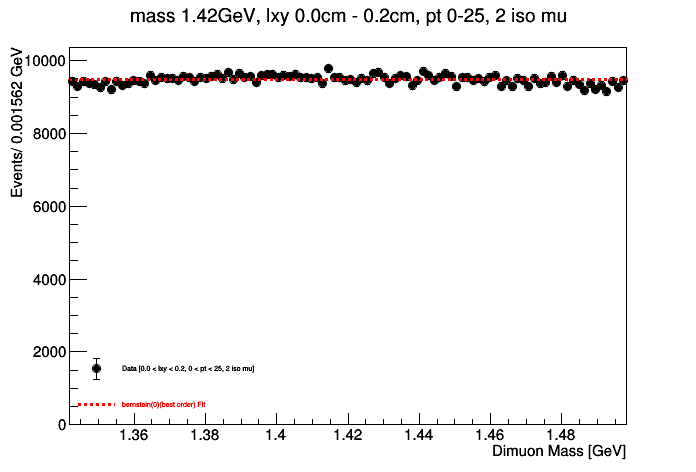 mass 1.42GeV, lxy 0.0cm - 0.2cm, pt 0-25, 2 iso mu
Events/ 0.001562 GeV
10000
8000
6000
4000
2000
0
Data [0.0 < lxy < 0.2, 0 < pt < 25, 2 iso mu]
bernstein(0)(best order) Fit
1.36 1.38 1.4 1.42 1.44 1.46 1.48
Dimuon Mass [GeV]